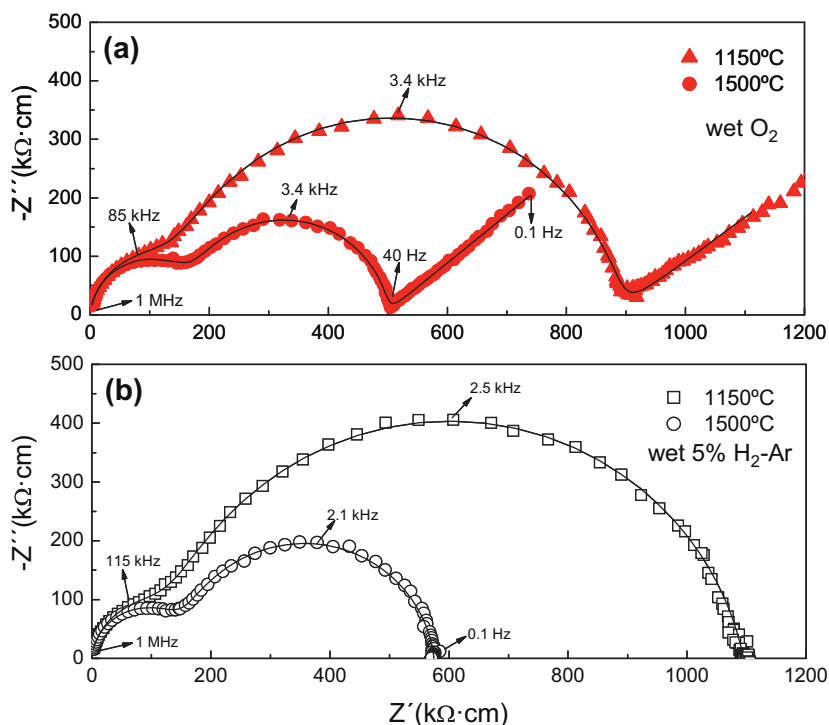 500
400
300
200
100
0
-Z´´(kΩ·cm)
(a)
3.4 kHz
1150ºC
1500ºC
wet O2
85 kHz
3.4 kHz
40 Hz
0.1 Hz
1 MHz
0 200 400 600 800 1000 1200
500
400
300
200
100
0
-Z´´(kΩ·cm)
(b)
2.5 kHz
1150ºC
1500ºC
wet 5% H2-Ar
2.1 kHz
115 kHz
1 MHz
0.1 Hz
0 200 400 600 800 1000 1200
Z´(kΩ·cm)